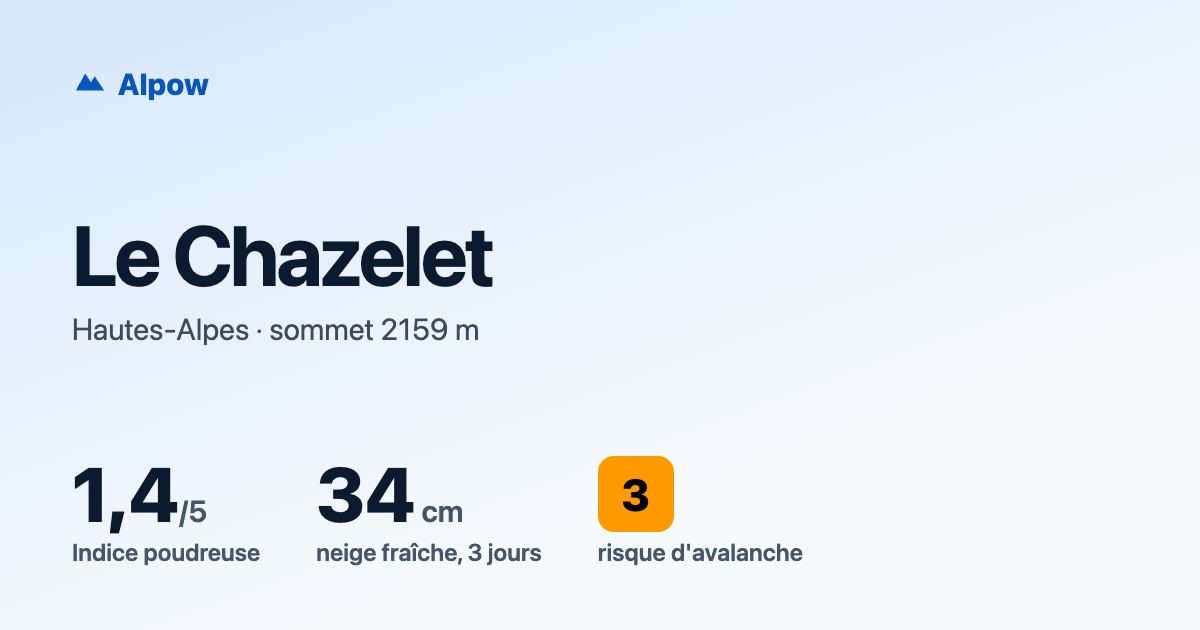 Alpow
Le Chazelet
Hautes-Alpes · sommet 2159 m
1,4/5
Indice poudreuse
34 cm
neige fraîche, 3 jours
3
risque d'avalanche